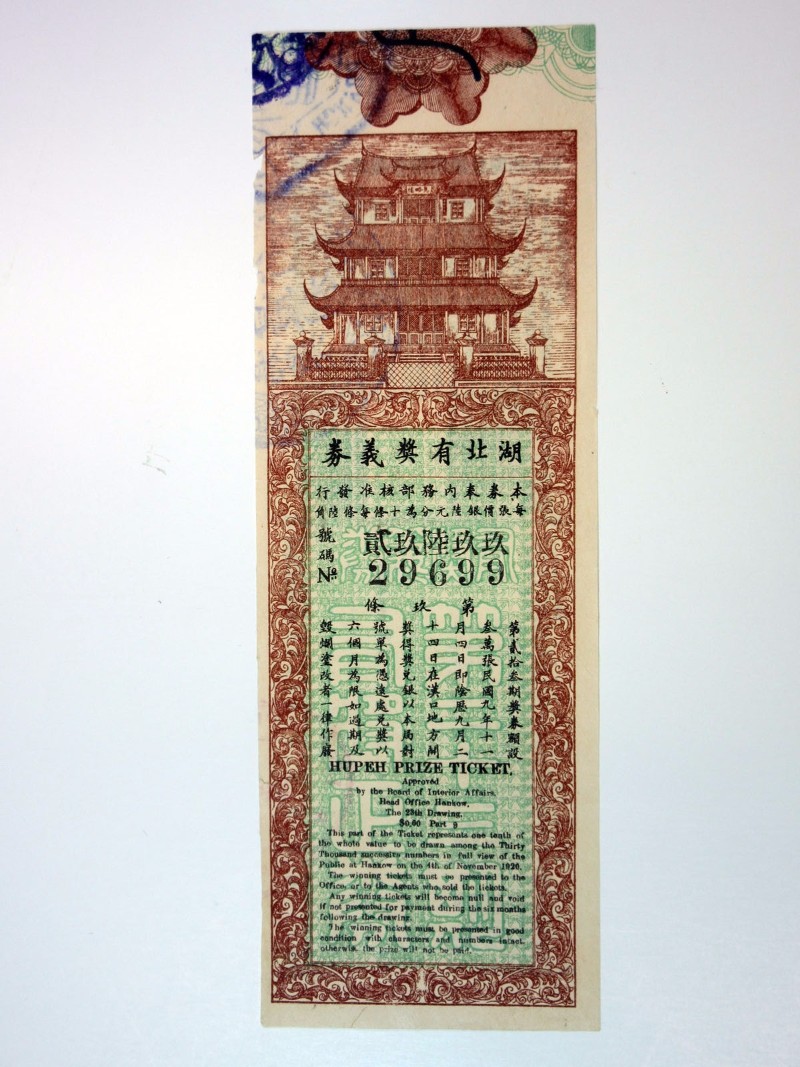 湖北有獎義券
本券奉內務部核准發行
每張價銀陸元分為十條每條陸角
號碼 貳玖陸玖玖
No 29699
第玖條
第貳拾叁期獎券額設
叁萬張民國九年十一
月四日即陰歷九月二
十四日在漢口地方開
獎得獎兌銀以本局對
號單為憑遠處兌獎以
六個月為限如過期及
毀爛塗改者一律作廢
HUPEH PRIZE TICKET.
Approved
by the Board of Interior Affairs.
Head Office Hankow.
The 23th Drawing.
$0.60 Part 9
This part of the Ticket represents one tenth of
the whole value to be drawn among the Thirty
Thousand successive numbers in full view of the
Public at Hankow on the 4th of November 1920.
The winning tickets must be presented to the
Office, or to the Agents who sold the tickets.
Any winning tickets will become null and void
if not presented for payment during the six months
following the drawing.
The winning tickets must be presented in good
condition with characters and numbers intact,
otherwise the prize will not be paid.